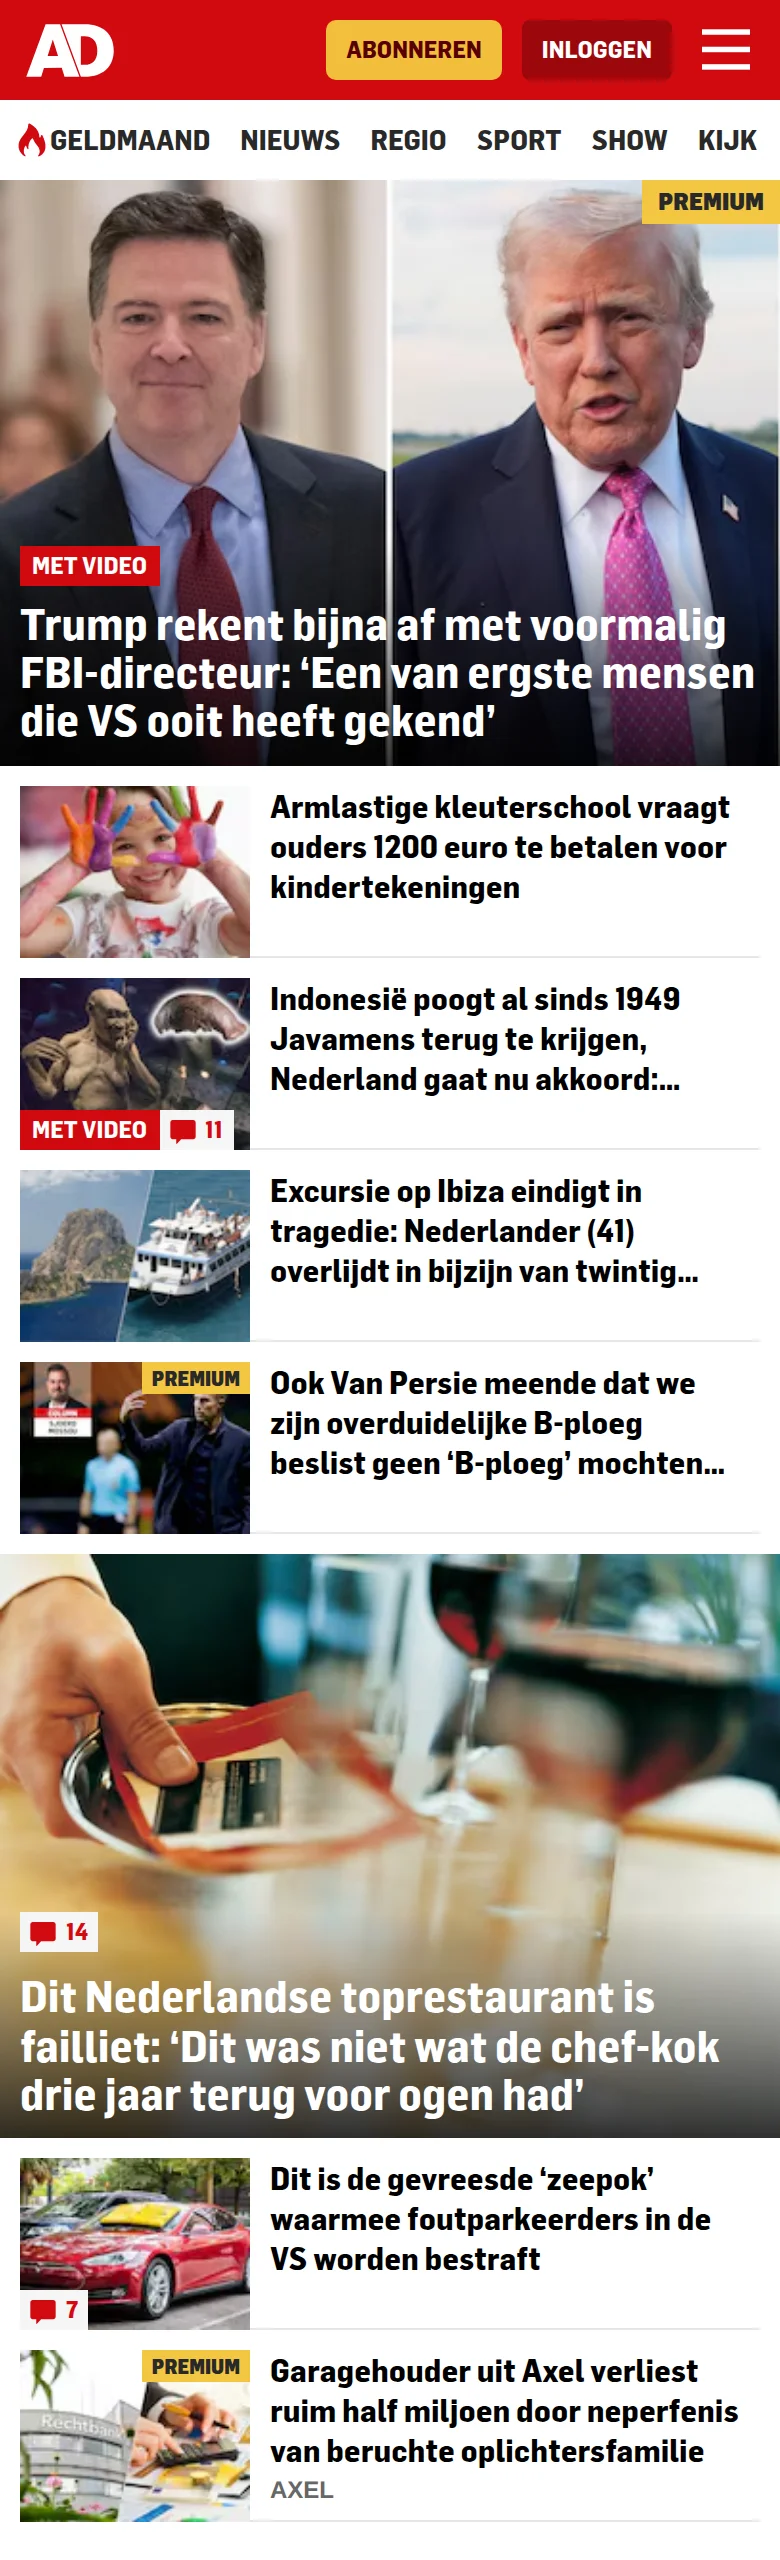 AD
ABONNEREN
INLOGGEN
GELDMAAND NIEUWS REGIO SPORT SHOW KIJK
PREMIUM
MET VIDEO
Trump rekent bijna af met voormalig
FBI-directeur: ‘Een van ergste mensen
die VS ooit heeft gekend’
Armlastige kleuterschool vraagt
ouders 1200 euro te betalen voor
kindertekeningen
Indonesië poogt al sinds 1949
Javamens terug te krijgen,
Nederland gaat nu akkoord:...
MET VIDEO
11
Excursie op Ibiza eindigt in
tragedie: Nederlander (41)
overlijdt in bijzijn van twintig...
PREMIUM
COLUMN
SJOERD
MOSSOU
Ook Van Persie meende dat we
zijn overduidelijke B-ploeg
beslist geen ‘B-ploeg’ mochten...
14
Dit Nederlandse toprestaurant is
failliet: ‘Dit was niet wat de chef-kok
drie jaar terug voor ogen had’
7
Dit is de gevreesde ‘zeepok’
waarmee foutparkeerders in de
VS worden bestraft
PREMIUM
Rechtbank
Garagehouder uit Axel verliest
ruim half miljoen door neperfenis
van beruchte oplichtersfamilie
AXEL